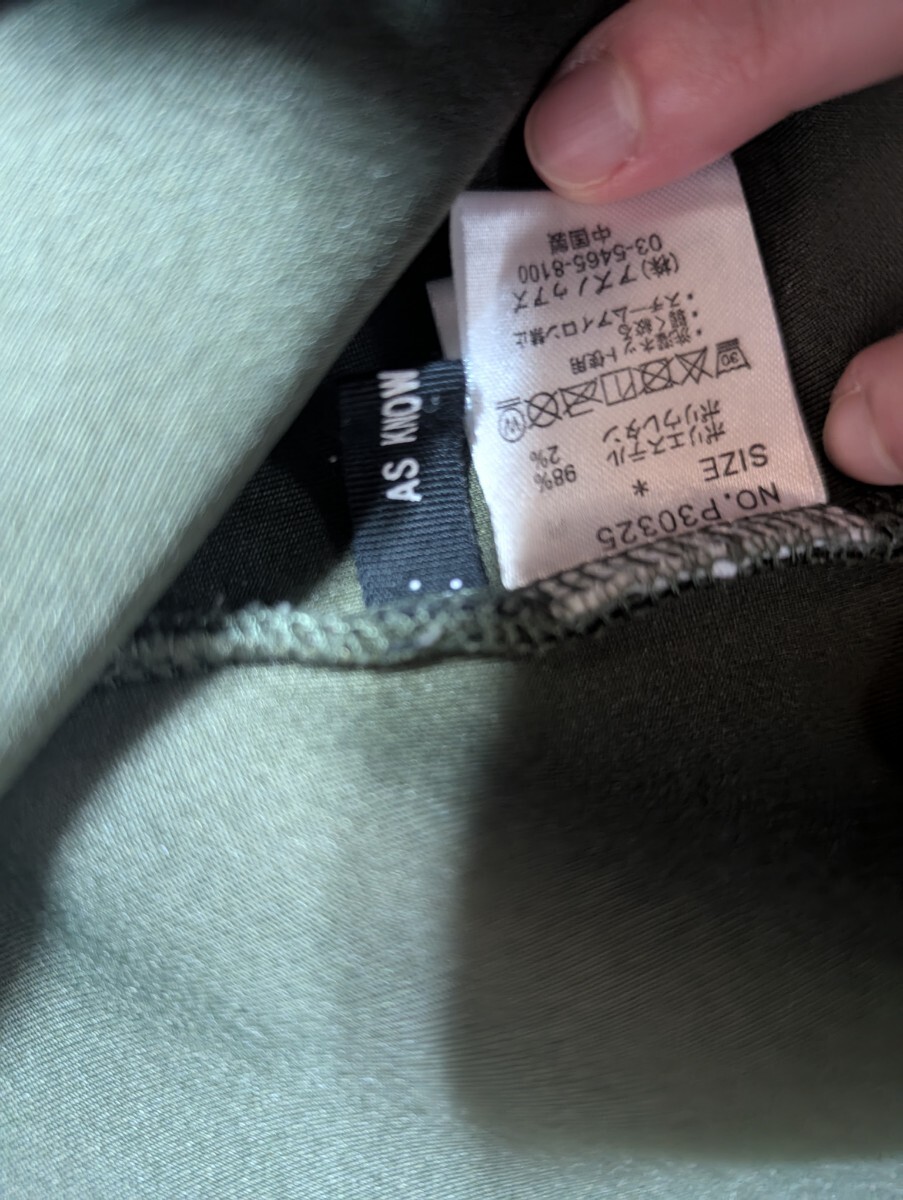 NO.P30325
SIZE *
ポリエステル 98%
ポリウレタン 2%
30
W
・洗濯ネット使用
・軽く絞る
・スチームアイロン禁止
(株)アズノウアズ
03-5465-8100
中国製
AS KNOW